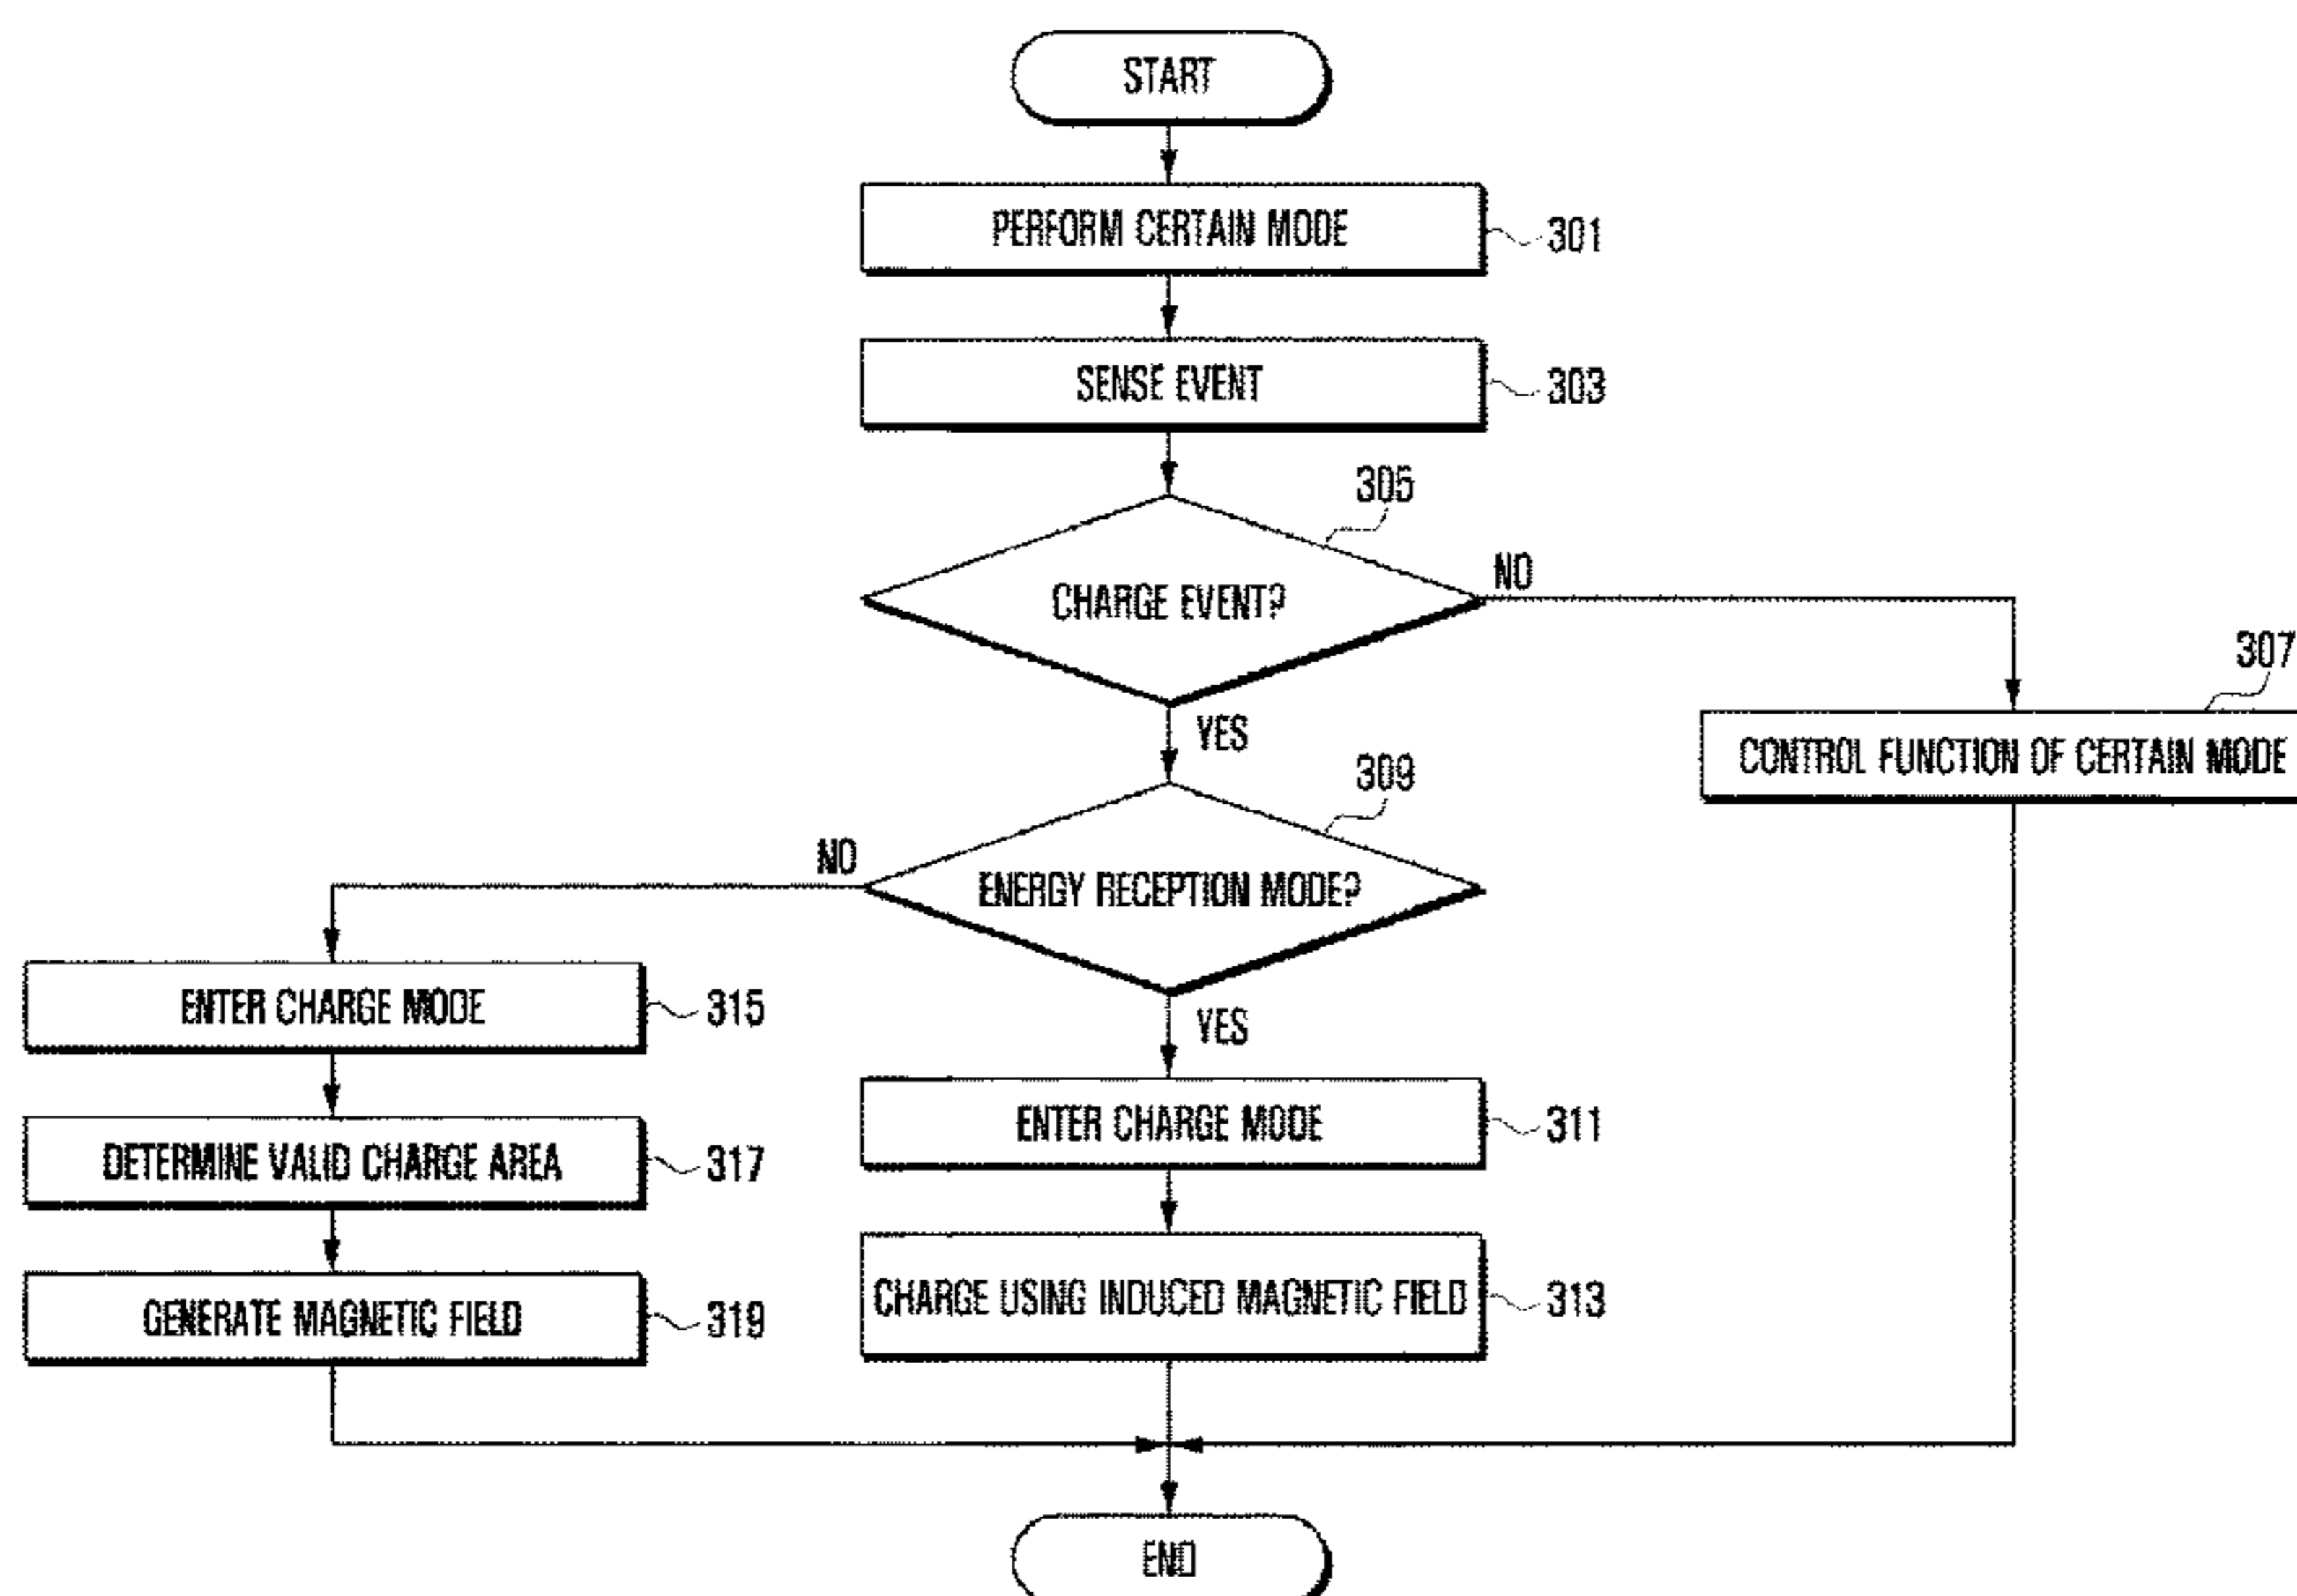 START
PERFORM CERTAIN MODE
301
SENSE EVENT
303
305
CHARGE EVENT?
NO
307
YES
CONTROL FUNCTION OF CERTAIN MODE
309
NO
ENERGY RECEPTION MODE?
ENTER CHARGE MODE
315
YES
ENTER CHARGE MODE
311
DETERMINE VALID CHARGE AREA
317
CHARGE USING INDUCED MAGNETIC FIELD
313
GENERATE MAGNETIC FIELD
319
END